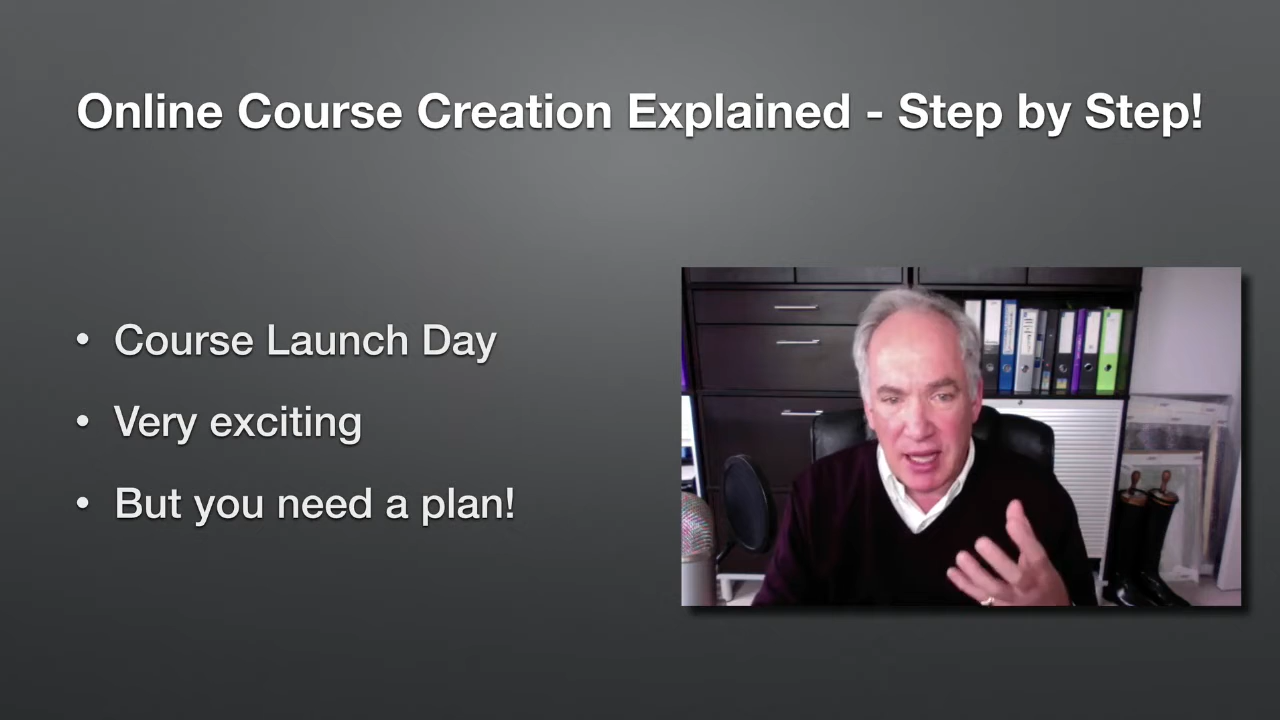 Online Course Creation Explained - Step by Step!
• Course Launch Day
• Very exciting
• But you need a plan!